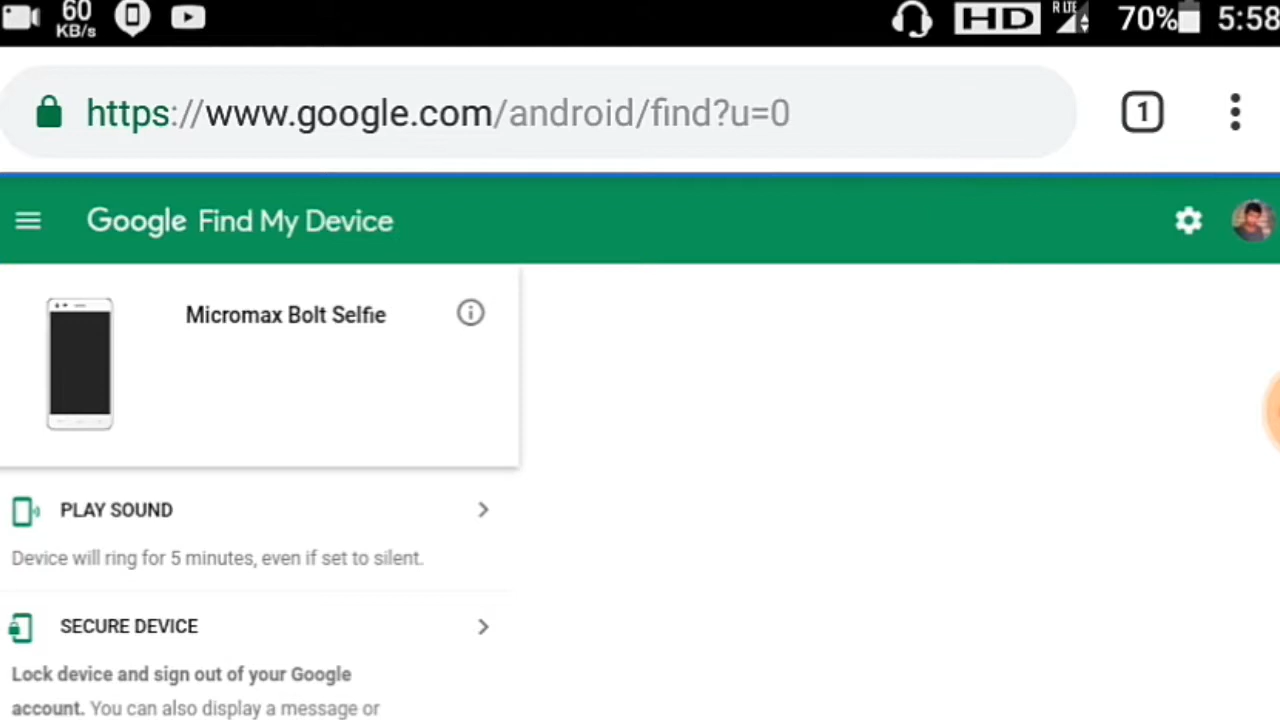 60
KB/s
HD
R LTE
70%
5:58
https://www.google.com/android/find?u=0
1
Google Find My Device
Micromax Bolt Selfie
PLAY SOUND
Device will ring for 5 minutes, even if set to silent.
SECURE DEVICE
Lock device and sign out of your Google
account. You can also display a message or